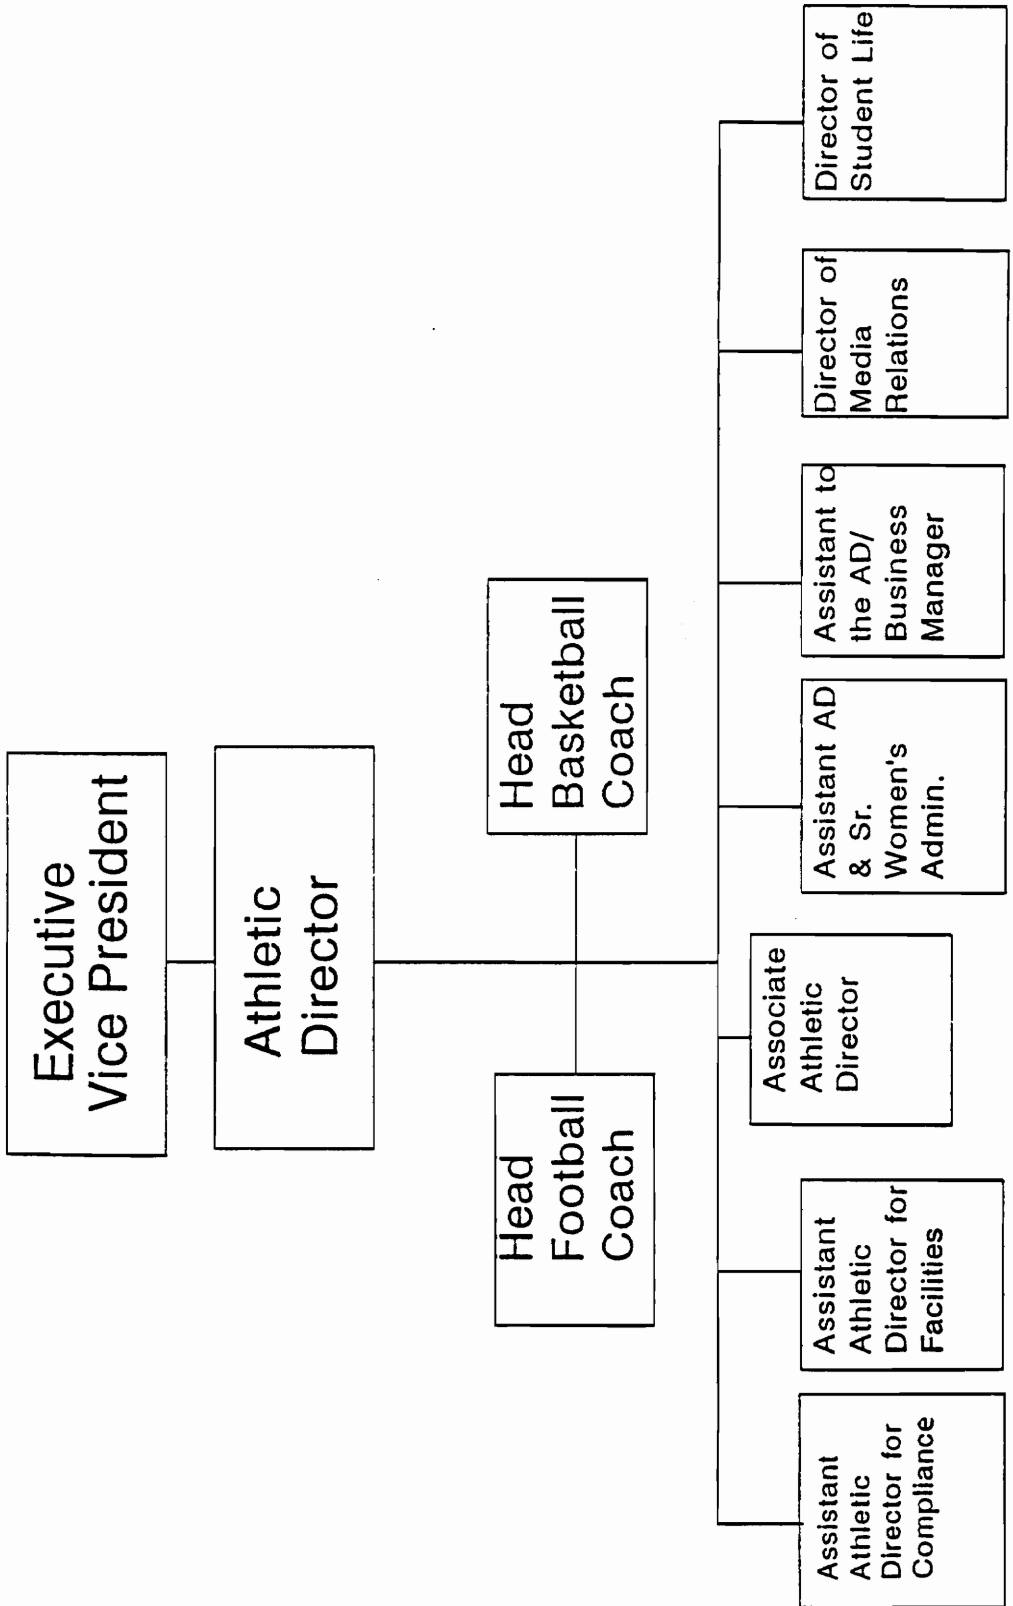 Executive
Vice President
Athletic
Director
Head
Football
Coach
Head
Basketball
Coach
Assistant
Athletic
Director for
Compliance
Assistant
Athletic
Director for
Facilities
Associate
Athletic
Director
Assistant AD
& Sr.
Women's
Admin.
Assistant to
the AD/
Business
Manager
Director of
Media
Relations
Director of
Student Life